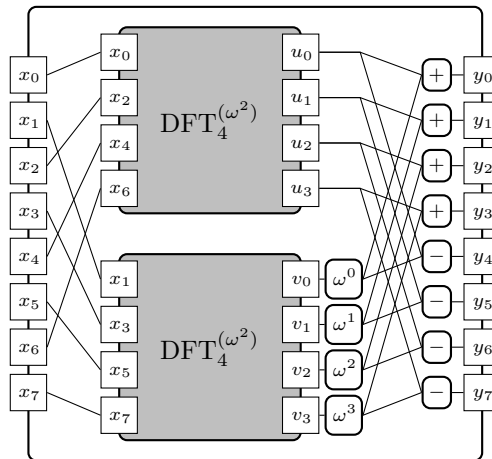 x₀ u₀
x₀ + y₀
x₂ u₁
x₁ DFT₄^(ω²) + y₁
x₄ u₂
x₂ + y₂
x₆ u₃
x₃ + y₃
x₄ − y₄
x₁ v₀ ω⁰
x₅ − y₅
x₃ v₁ ω¹
x₆ DFT₄^(ω²) − y₆
x₅ v₂ ω²
x₇ − y₇
x₇ v₃ ω³